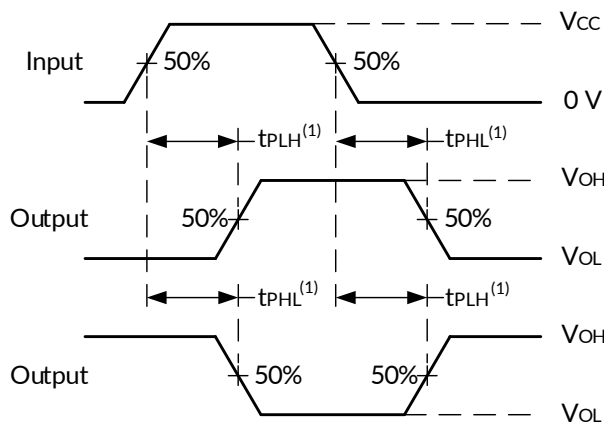 VCC
Input 50% 50%
0 V
tPLH(1) tPHL(1)
VOH
Output 50% 50%
VOL
tPHL(1) tPLH(1)
VOH
Output 50% 50%
VOL